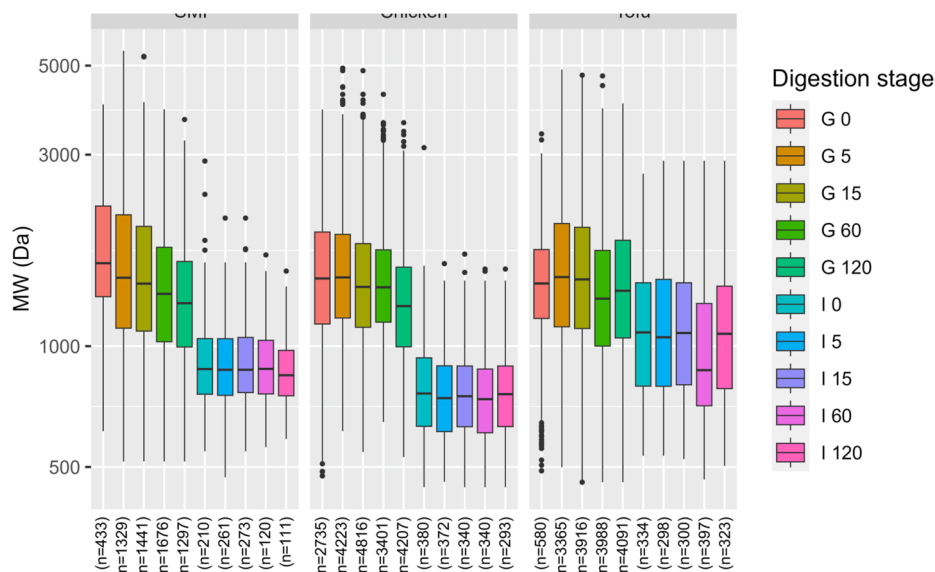 SMP Chicken Tofu
Digestion stage
G 0
G 5
G 15
G 60
G 120
I 0
I 5
I 15
I 60
I 120
MW (Da)
5000
3000
1000
500
(n=433)
n=1329)
n=1441)
n=1676)
n=1297)
(n=210)
(n=261)
(n=273)
(n=120)
(n=111)
n=2735)
n=4223)
n=4816)
n=3401)
n=4207)
(n=380)
(n=372)
(n=340)
(n=340)
(n=293)
(n=580)
n=3365)
n=3916)
n=3988)
n=4091)
(n=334)
(n=298)
(n=300)
(n=397)
(n=323)